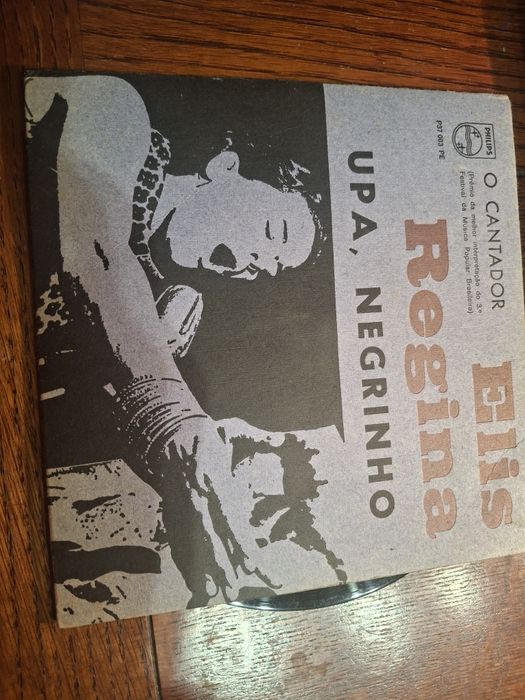 PHILIPS
P37 003 PE
O CANTADOR
(Prêmio da melhor interpretação do 3.º
Festival da Música Popular Brasileira)
Elis
Regina
UPA, NEGRINHO